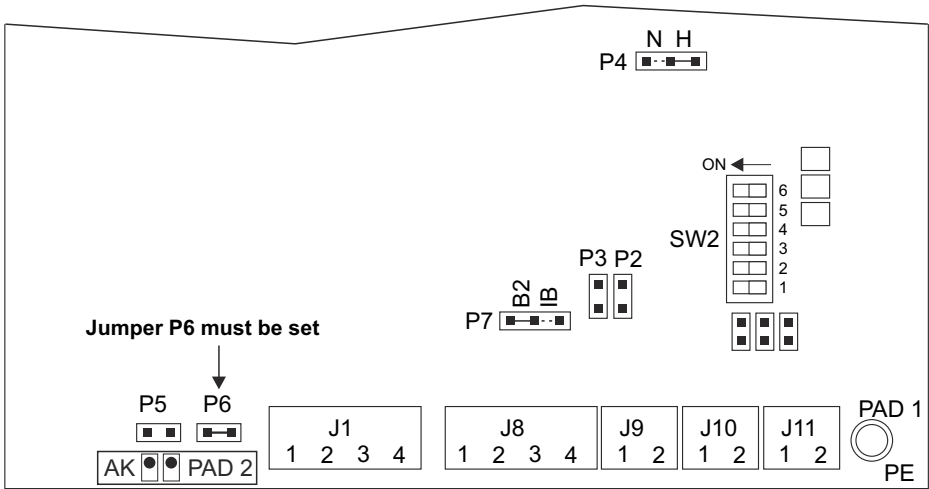 N H
P4
ON
6
5
4
3
2
1
SW2
P3 P2
B2 IB
P7
Jumper P6 must be set
P5 P6
J1
1 2 3 4
J8
1 2 3 4
J9
1 2
J10
1 2
J11
1 2
PAD 1
PE
AK PAD 2